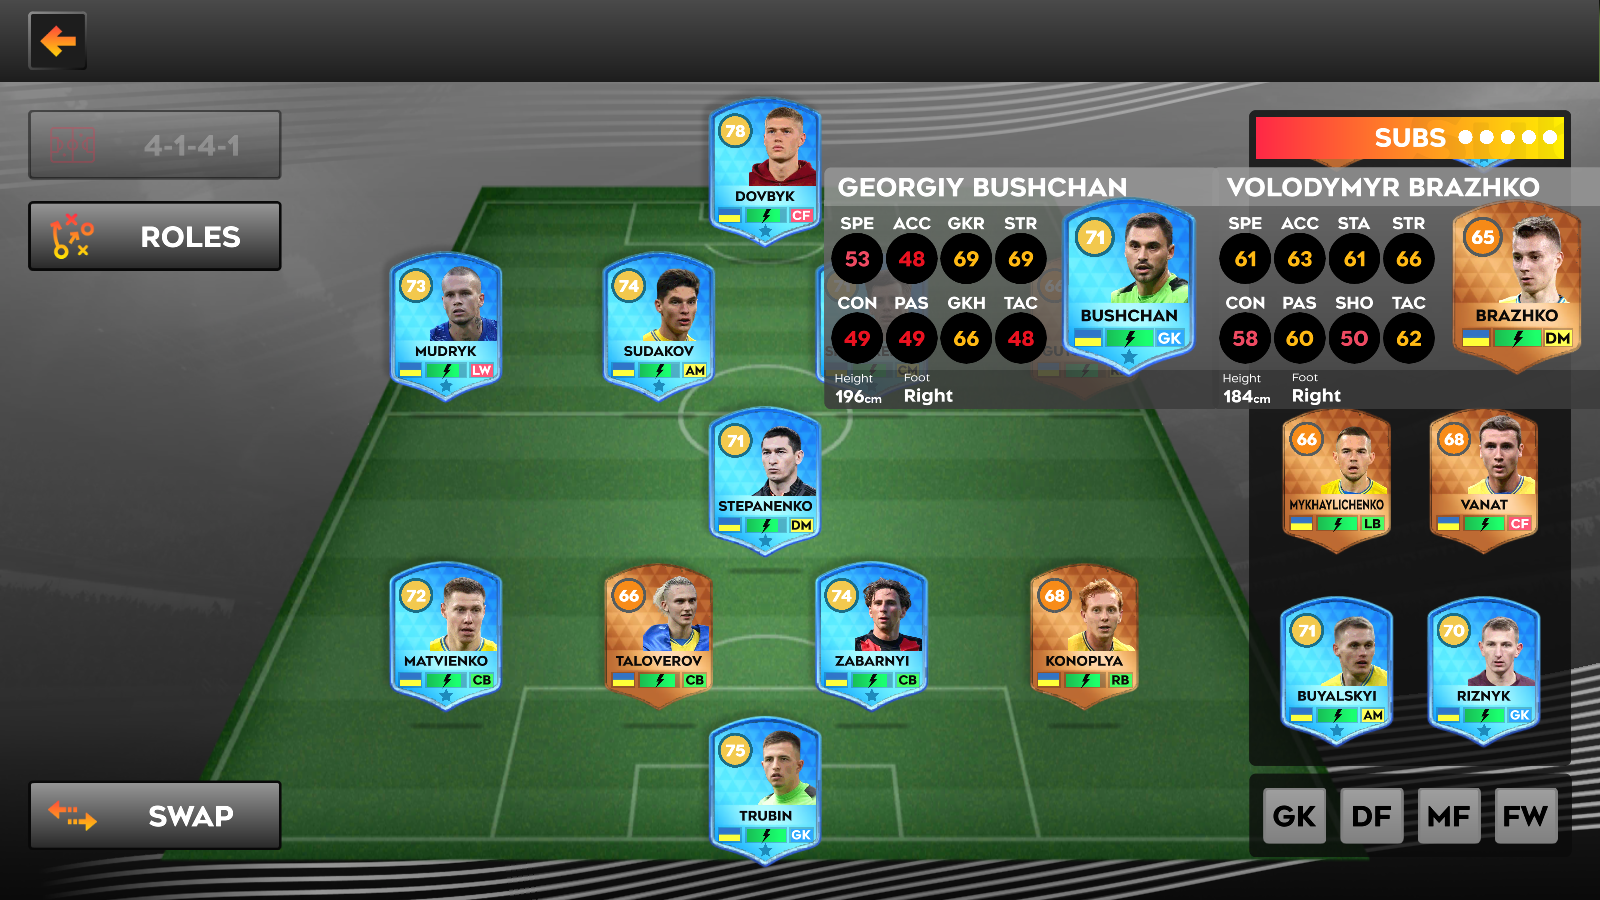 4-1-4-1
ROLES
SWAP
SUBS
78
DOVBYK
CF
GEORGIY BUSHCHAN
SPE ACC GKR STR
53 48 69 69
CON PAS GKH TAC
49 49 66 48
Height Foot
196cm Right
71
BUSHCHAN
GK
VOLODYMYR BRAZHKO
SPE ACC STA STR
61 63 61 66
CON PAS SHO TAC
58 60 50 62
Height Foot
184cm Right
65
BRAZHKO
DM
73
MUDRYK
LW
74
SUDAKOV
AM
CM
71
STEPANENKO
DM
66
MYKHAYLICHENKO
LB
68
VANAT
CF
72
MATVIENKO
CB
66
TALOVEROV
CB
74
ZABARNYI
CB
68
KONOPLYA
RB
71
BUYALSKYI
AM
70
RIZNYK
GK
75
TRUBIN
GK
GK DF MF FW